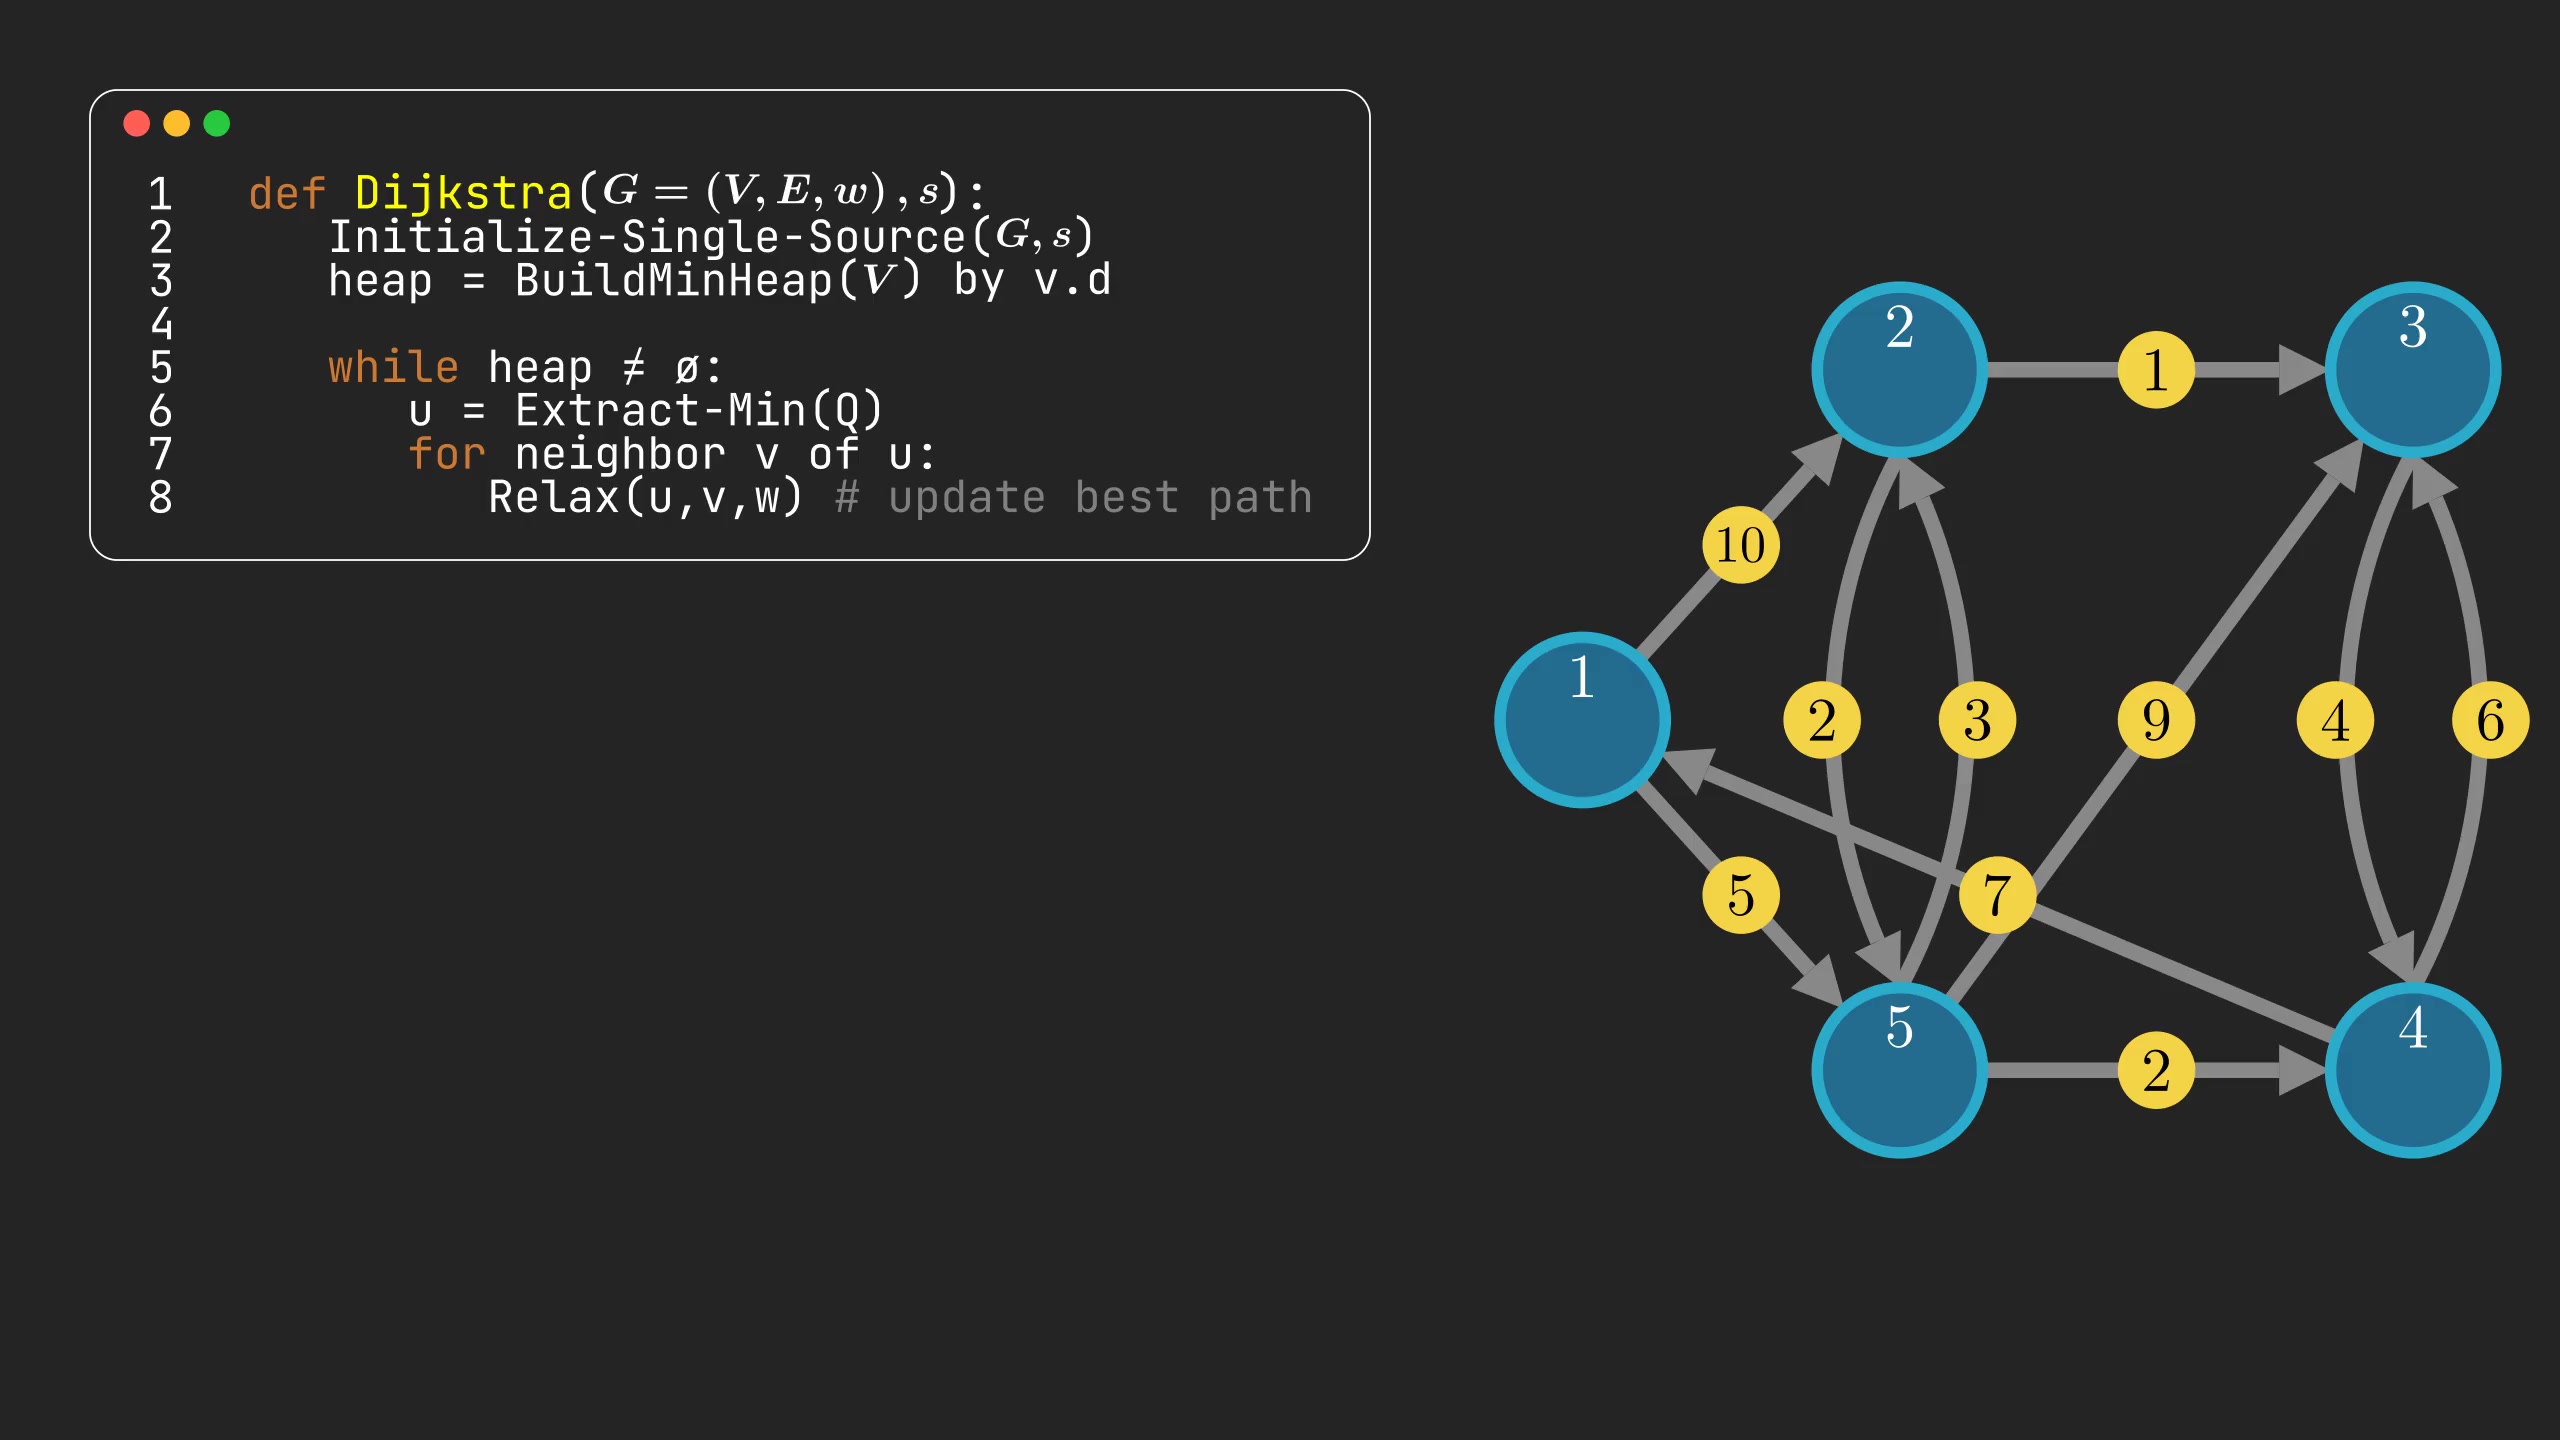 1 def Dijkstra(G = (V, E, w), s):
2 Initialize-Single-Source(G, s)
3 heap = BuildMinHeap(V) by v.d
4
5 while heap ≠ ø:
6 u = Extract-Min(Q)
7 for neighbor v of u:
8 Relax(u,v,w) # update best path
2
1
3
10
1
2
3
9
4
6
5
7
5
2
4